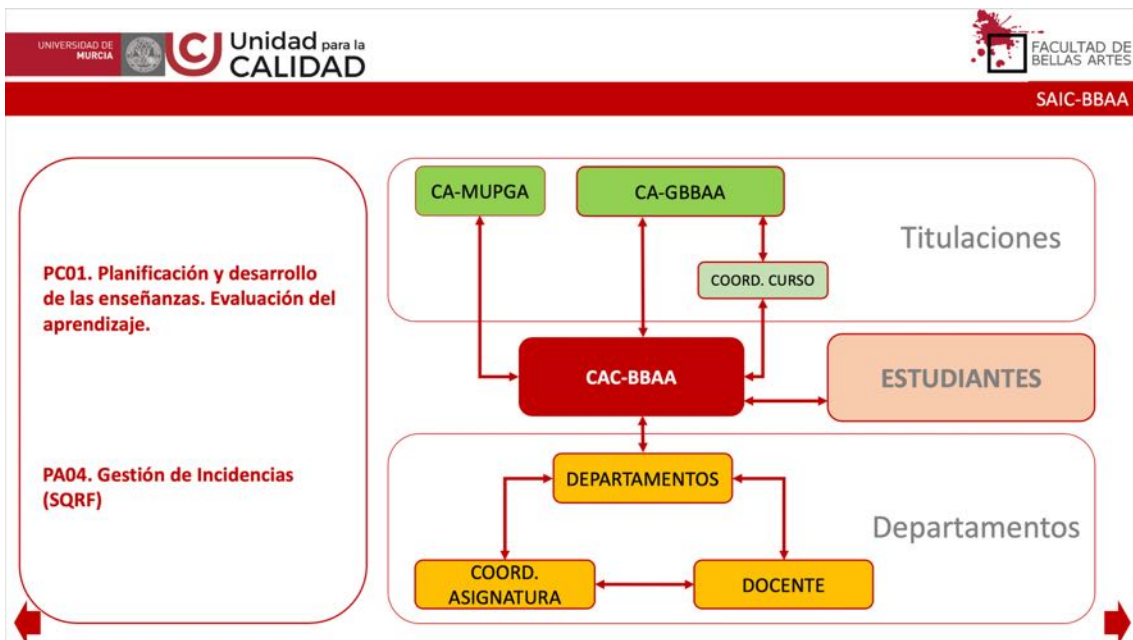 UNIVERSIDAD DE
MURCIA
Unidad para la
CALIDAD
FACULTAD DE
BELLAS ARTES
SAIC-BBAA
PC01. Planificación y desarrollo
de las enseñanzas. Evaluación del
aprendizaje.
PA04. Gestión de Incidencias
(SQRF)
CA-MUPGA
CA-GBBAA
Titulaciones
COORD. CURSO
CAC-BBAA
ESTUDIANTES
DEPARTAMENTOS
Departamentos
COORD.
ASIGNATURA
DOCENTE